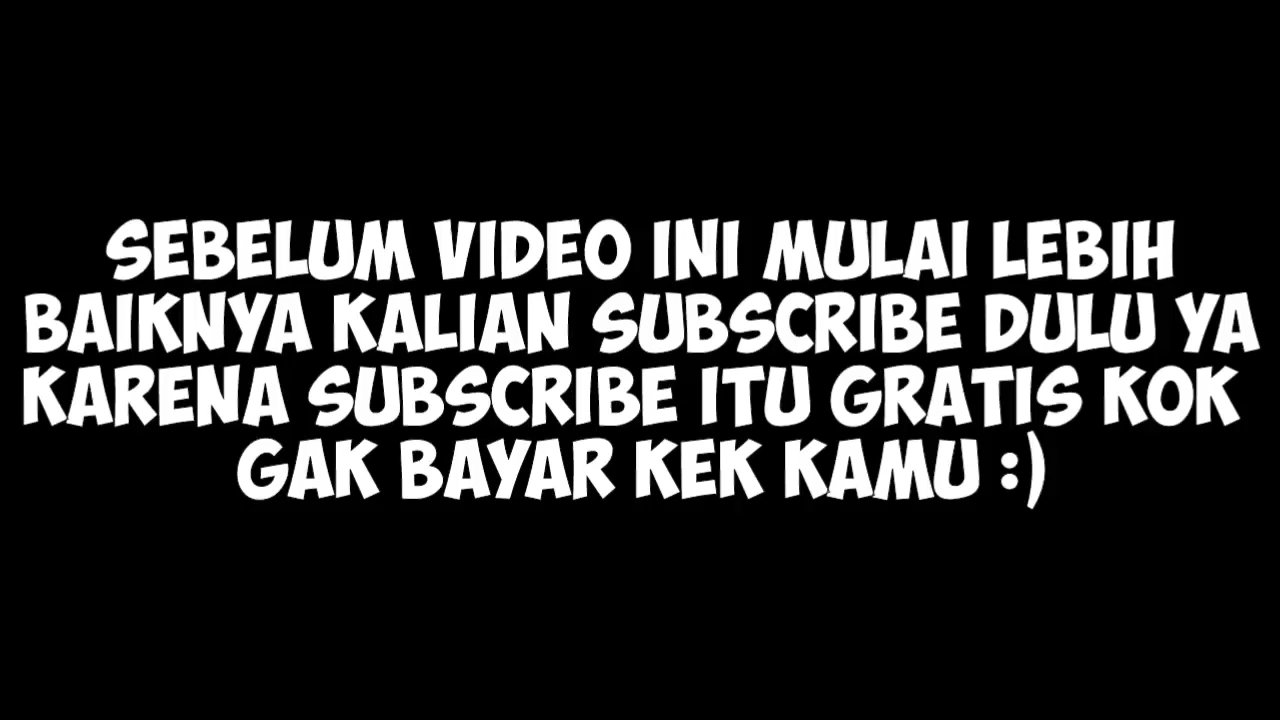 SEBELUM VIDEO INI MULAI LEBIH
BAIKNYA KALIAN SUBSCRIBE DULU YA
KARENA SUBSCRIBE ITU GRATIS KOK
GAK BAYAR KEK KAMU :)